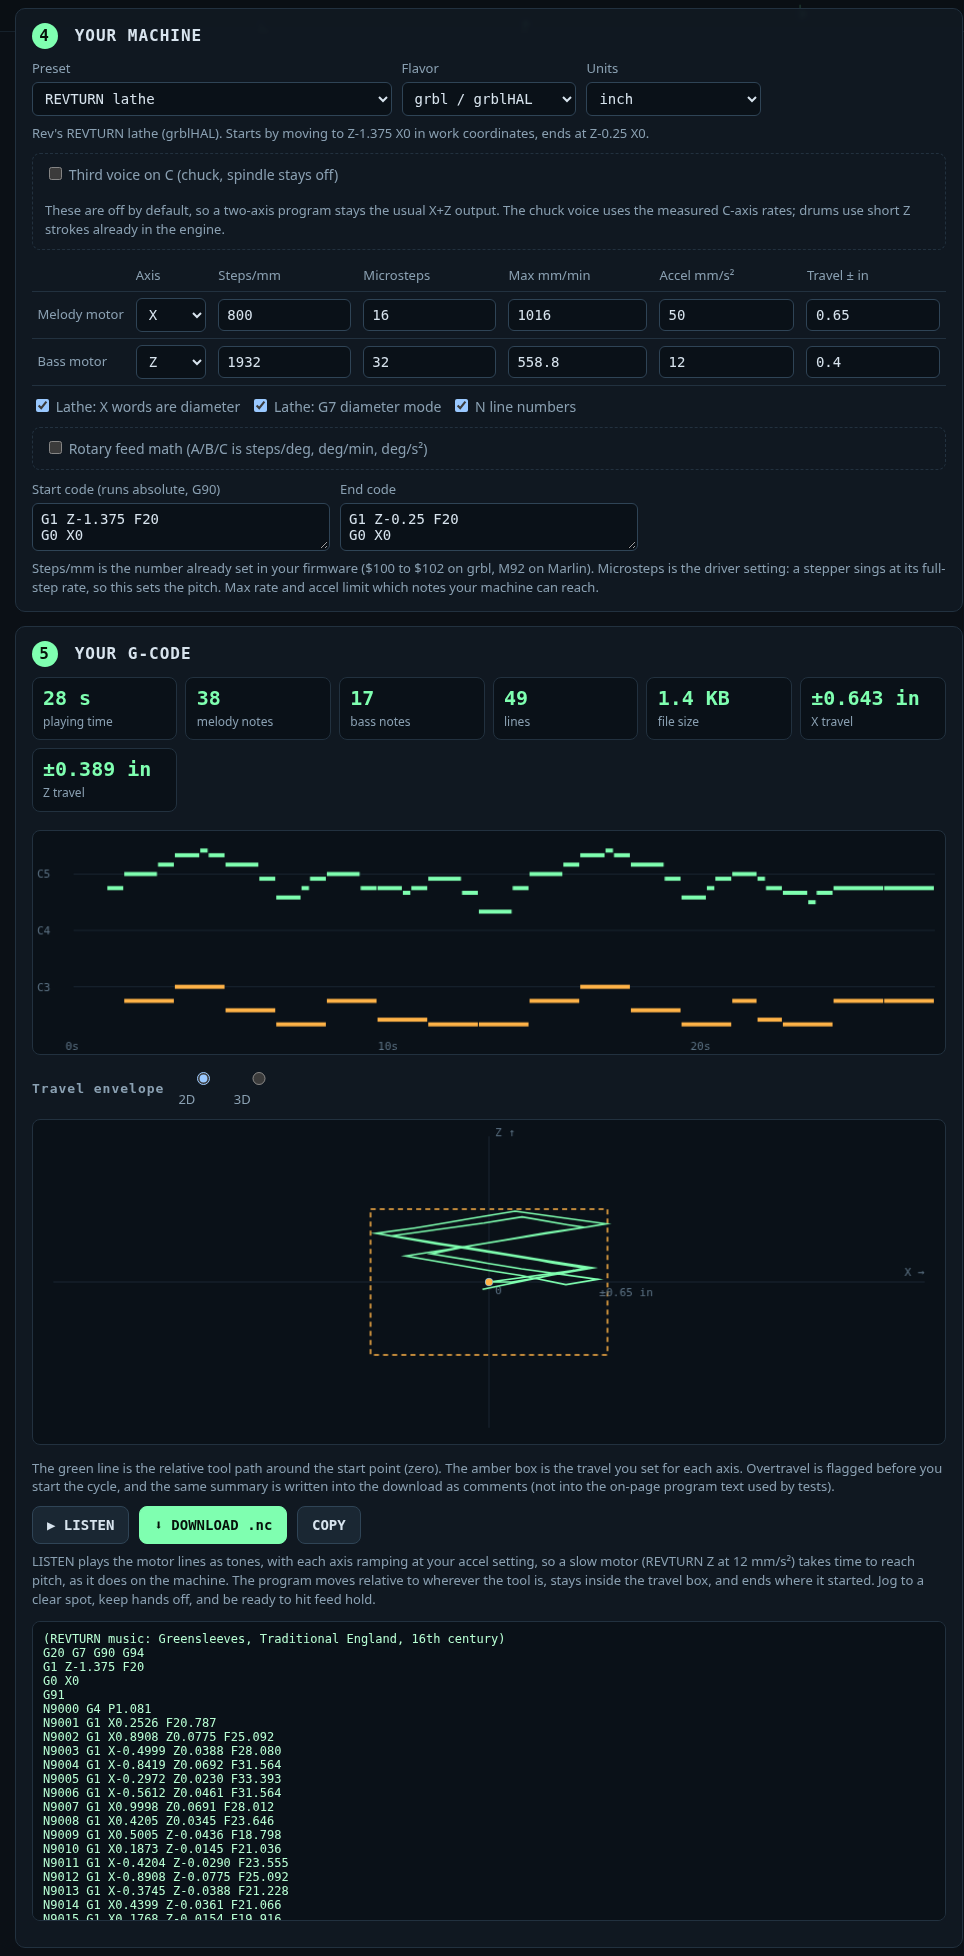 4 YOUR MACHINE
Preset Flavor Units
REVTURN lathe grbl / grblHAL inch
Rev's REVTURN lathe (grblHAL). Starts by moving to Z-1.375 X0 in work coordinates, ends at Z-0.25 X0.
Third voice on C (chuck, spindle stays off)
These are off by default, so a two-axis program stays the usual X+Z output. The chuck voice uses the measured C-axis rates; drums use short Z
strokes already in the engine.
Axis Steps/mm Microsteps Max mm/min Accel mm/s² Travel ± in
Melody motor X 800 16 1016 50 0.65
Bass motor Z 1932 32 558.8 12 0.4
Lathe: X words are diameter Lathe: G7 diameter mode N line numbers
Rotary feed math (A/B/C is steps/deg, deg/min, deg/s²)
Start code (runs absolute, G90) End code
G1 Z-1.375 F20 G1 Z-0.25 F20
G0 X0 G0 X0
Steps/mm is the number already set in your firmware ($100 to $102 on grbl, M92 on Marlin). Microsteps is the driver setting: a stepper sings at its full-
step rate, so this sets the pitch. Max rate and accel limit which notes your machine can reach.
5 YOUR G-CODE
28 s 38 17 49 1.4 KB ±0.643 in
playing time melody notes bass notes lines file size X travel
±0.389 in
Z travel
C5
C4
C3
0s 10s 20s
Travel envelope 2D 3D
Z ↑
X →
0 ±0.65 in
The green line is the relative tool path around the start point (zero). The amber box is the travel you set for each axis. Overtravel is flagged before you
start the cycle, and the same summary is written into the download as comments (not into the on-page program text used by tests).
▶ LISTEN ⬇ DOWNLOAD .nc COPY
LISTEN plays the motor lines as tones, with each axis ramping at your accel setting, so a slow motor (REVTURN Z at 12 mm/s²) takes time to reach
pitch, as it does on the machine. The program moves relative to wherever the tool is, stays inside the travel box, and ends where it started. Jog to a
clear spot, keep hands off, and be ready to hit feed hold.
(REVTURN music: Greensleeves, Traditional England, 16th century)
G20 G7 G90 G94
G1 Z-1.375 F20
G0 X0
G91
N9000 G4 P1.081
N9001 G1 X0.2526 F20.787
N9002 G1 X0.8908 Z0.0775 F25.092
N9003 G1 X-0.4999 Z0.0388 F28.080
N9004 G1 X-0.8419 Z0.0692 F31.564
N9005 G1 X-0.2972 Z0.0230 F33.393
N9006 G1 X-0.5612 Z0.0461 F31.564
N9007 G1 X0.9998 Z0.0691 F28.012
N9008 G1 X0.4205 Z0.0345 F23.646
N9009 G1 X0.5005 Z-0.0436 F18.798
N9010 G1 X0.1873 Z-0.0145 F21.036
N9011 G1 X-0.4204 Z-0.0290 F23.555
N9012 G1 X-0.8908 Z-0.0775 F25.092
N9013 G1 X-0.3745 Z-0.0388 F21.228
N9014 G1 X0.4399 Z-0.0361 F21.066
N9015 G1 X0.1768 Z-0.0154 F19.916